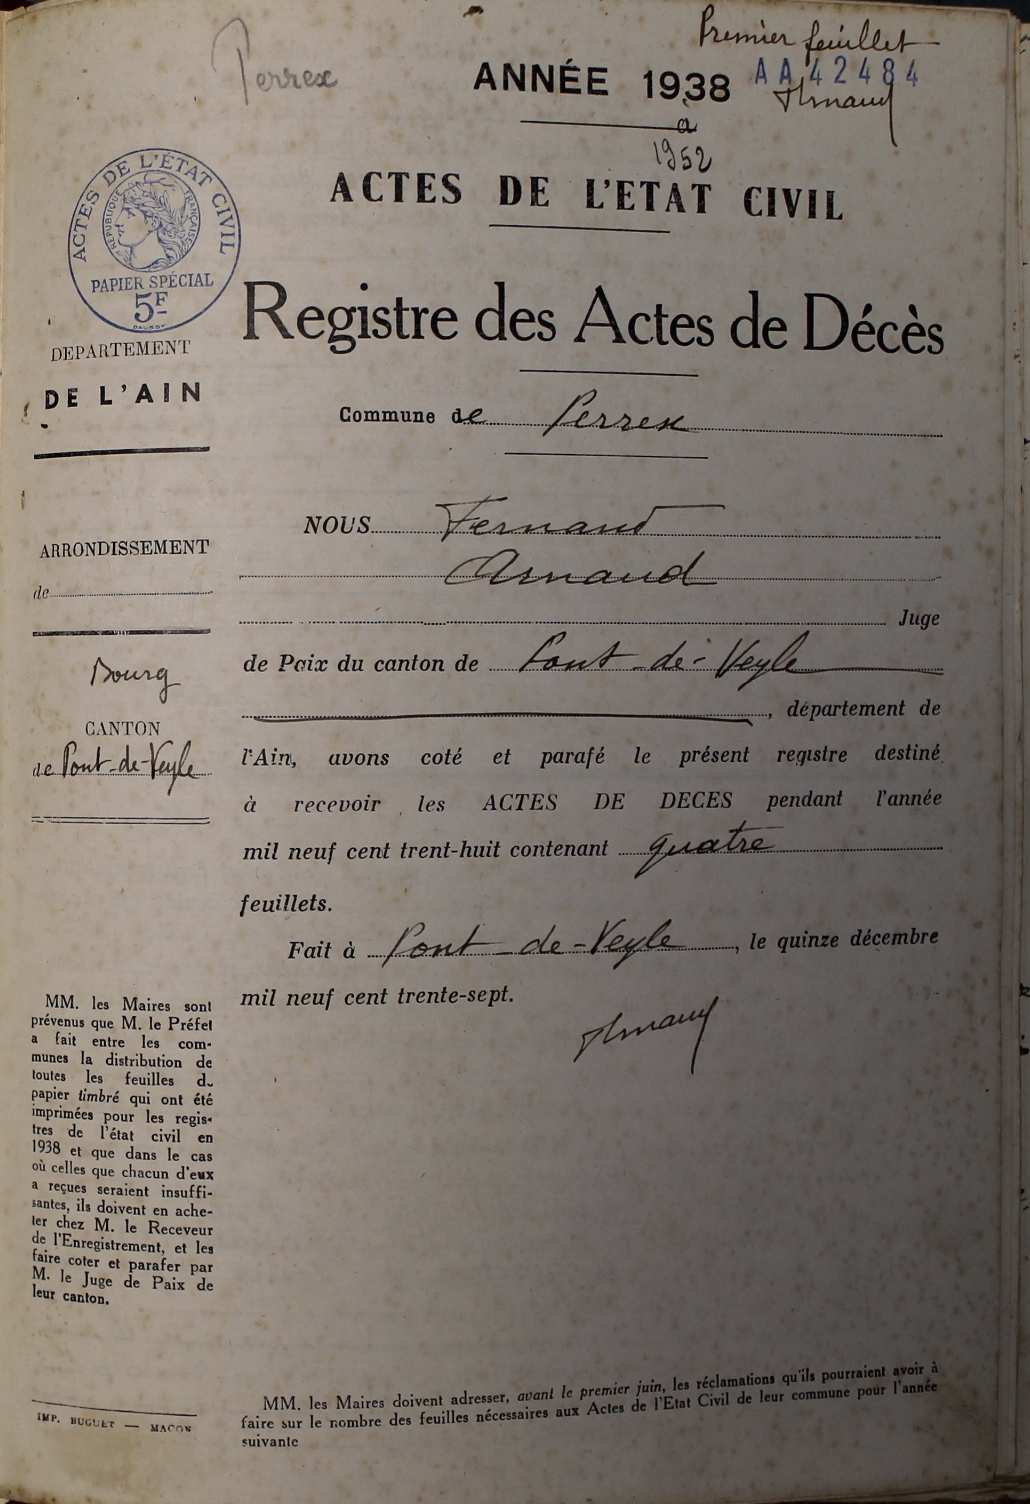 Perrex
Premier feuillet
ANNÉE 1938
AA42484
à
1952
ACTES DE L'ETAT CIVIL
ACTES DE L'ÉTAT CIVIL
REPUBLIQUE FRANÇAISE
PAPIER SPÉCIAL
5F
Registre des Actes de Décès
DEPARTEMENT
DE L'AIN
Commune de Perrex
NOUS Fernand
Arnaud
Juge
de Paix du canton de Pont-de-Veyle
, département de
l'Ain, avons coté et parafé le présent registre destiné
à recevoir les ACTES DE DECES pendant l'année
mil neuf cent trent-huit contenant quatre
feuillets.
Fait à Pont-de-Veyle, le quinze décembre
mil neuf cent trente-sept.
Arnaud
ARRONDISSEMENT
de
Bourg
CANTON
de Pont-de-Veyle
MM. les Maires sont
prévenus que M. le Préfet
a fait entre les com-
munes la distribution de
toutes les feuilles d
papier timbré qui ont été
imprimées pour les regis-
tres de l'état civil en
1938 et que dans le cas
où celles que chacun d'eux
a reçues seraient insuffi-
santes, ils doivent en ache-
ter chez M. le Receveur
de l'Enregistrement, et les
faire coter et parafer par
M. le Juge de Paix de
leur canton.
IMP. BUGUET — MACON
MM. les Maires doivent adresser, avant le premier juin, les réclamations qu'ils pourraient avoir à
faire sur le nombre des feuilles nécessaires aux Actes de l'Etat Civil de leur commune pour l'année
suivante